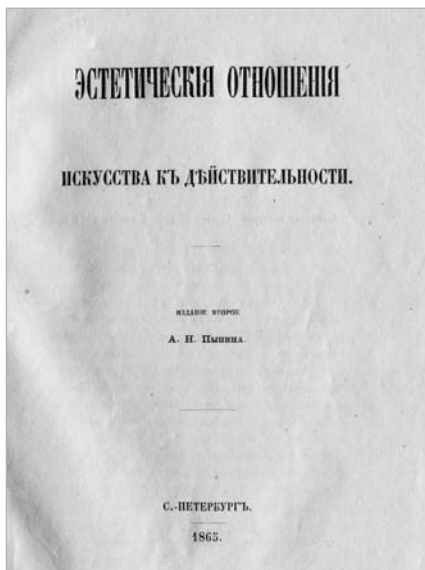 ЭСТЕТИЧЕСКІЯ ОТНОШЕНІЯ
ИСКУССТВА КЪ ДѢЙСТВИТЕЛЬНОСТИ.
ИЗДАНІЕ ВТОРОЕ
А. Н. Пыпина.
С.-ПЕТЕРБУРГЪ.
1865.